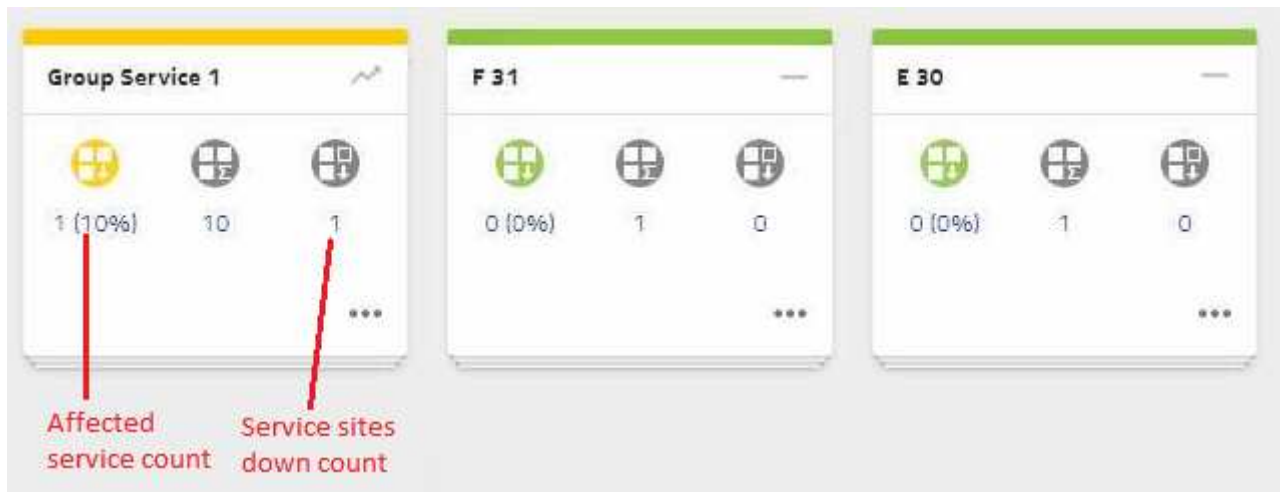 Group Service 1 F 31 E 30
1 (10%) 10 1 0 (0%) 1 0 0 (0%) 1 0
Affected Service sites
service count down count